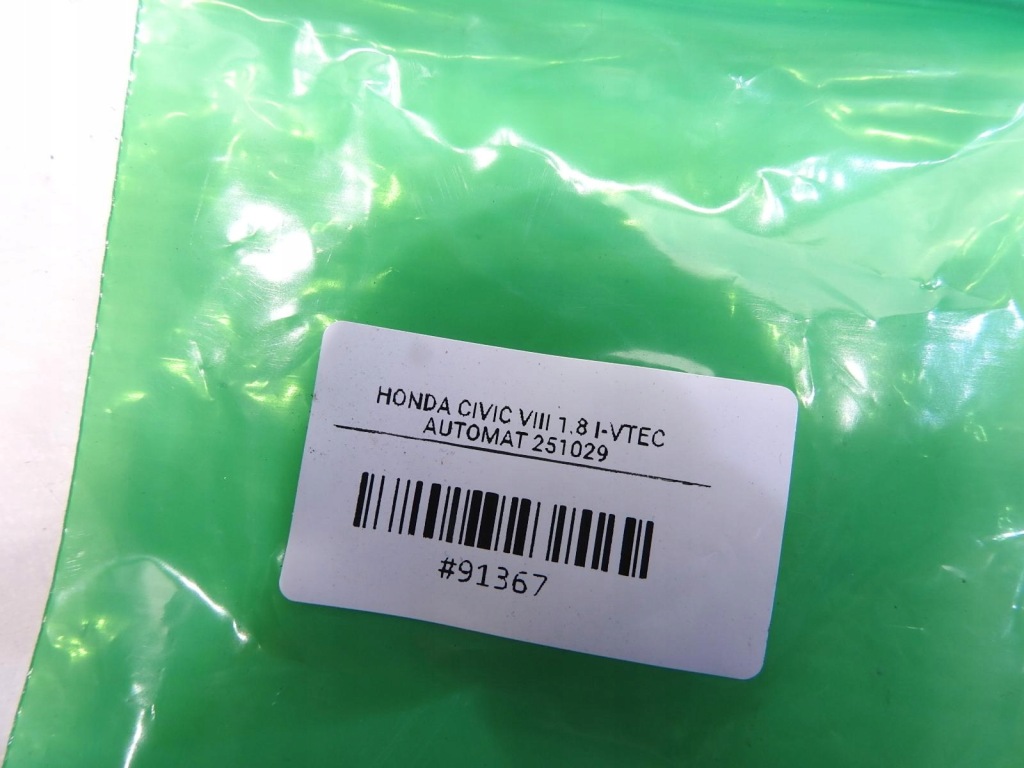 HONDA CIVIC VIII 1.8 I-VTEC
AUTOMAT 251029
#91367